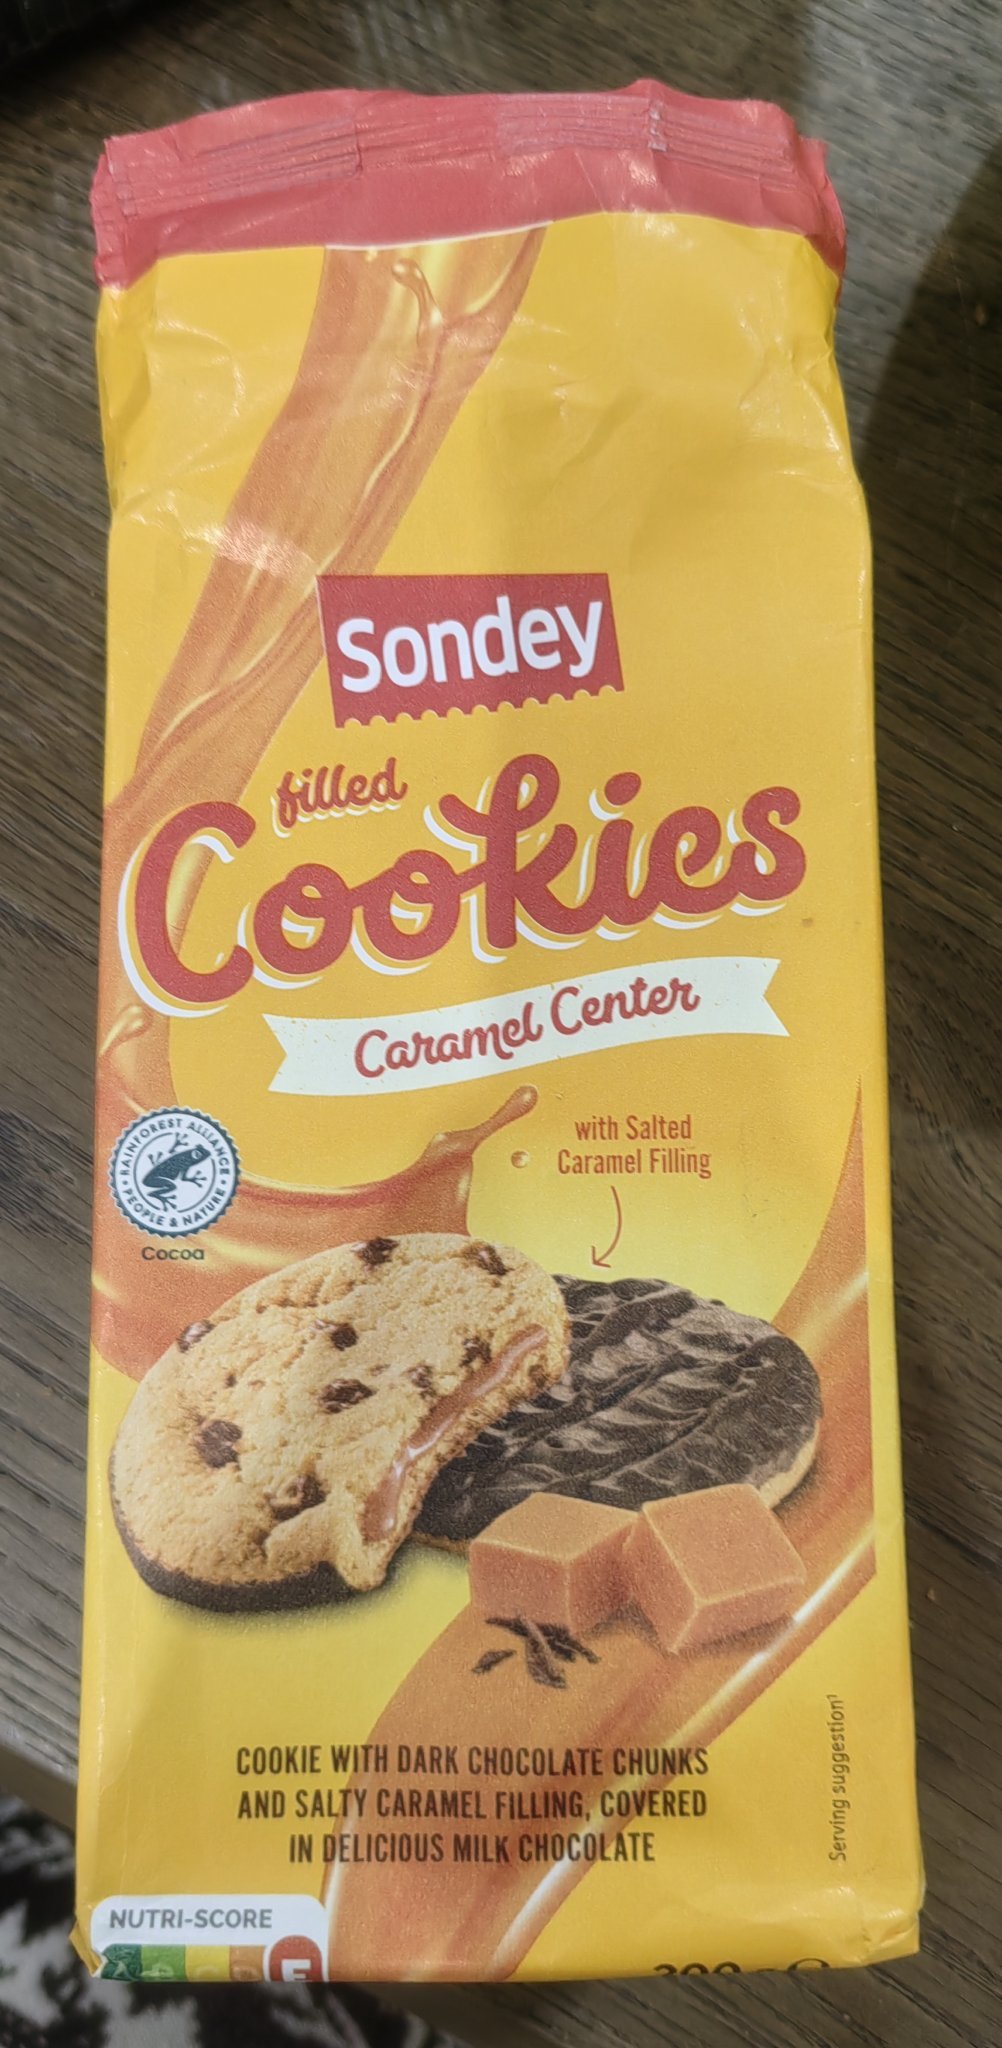 Sondey
filled
Cookies
Caramel Center
with Salted
Caramel Filling
RAINFOREST ALLIANCE
PEOPLE & NATURE
Cocoa
COOKIE WITH DARK CHOCOLATE CHUNKS
AND SALTY CARAMEL FILLING, COVERED
IN DELICIOUS MILK CHOCOLATE
Serving suggestion¹
NUTRI-SCORE
E